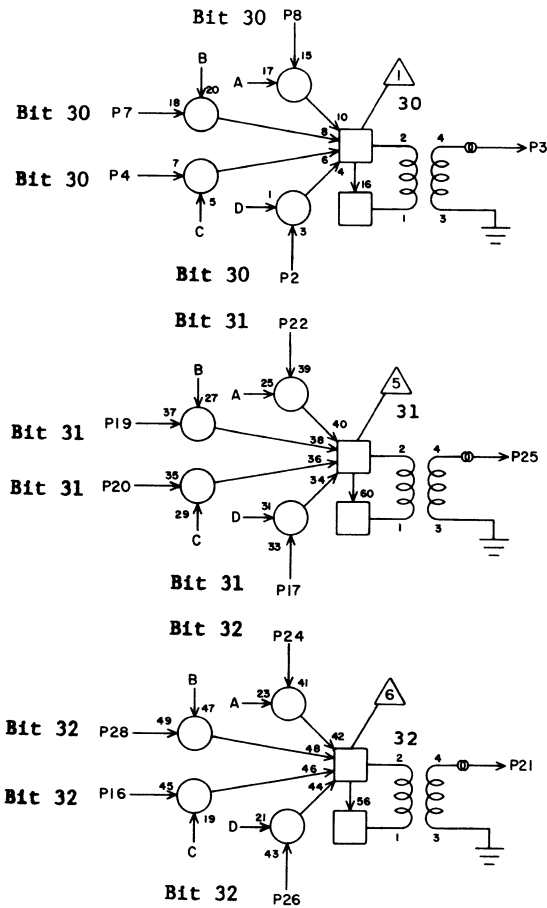 Bit 30 P8
B
A 17 15
18 20
Bit 30 P7
10
1
30
8
2 4
P3
7
6
4
Bit 30 P4
5
16
C
D 1
3
1 3
Bit 30 P2
Bit 31 P22
B
A 25 39
37 27
Bit 31 P19
40
5
31
38
2 4
P25
35
36
34
Bit 31 P20
29
60
C
D 31
33
1 3
Bit 31 P17
Bit 32 P24
B
A 23 41
49 47
Bit 32 P28
42
6
32
48
2 4
P21
45
46
44
Bit 32 P16
19
56
C
D 21
43
1 3
Bit 32 P26